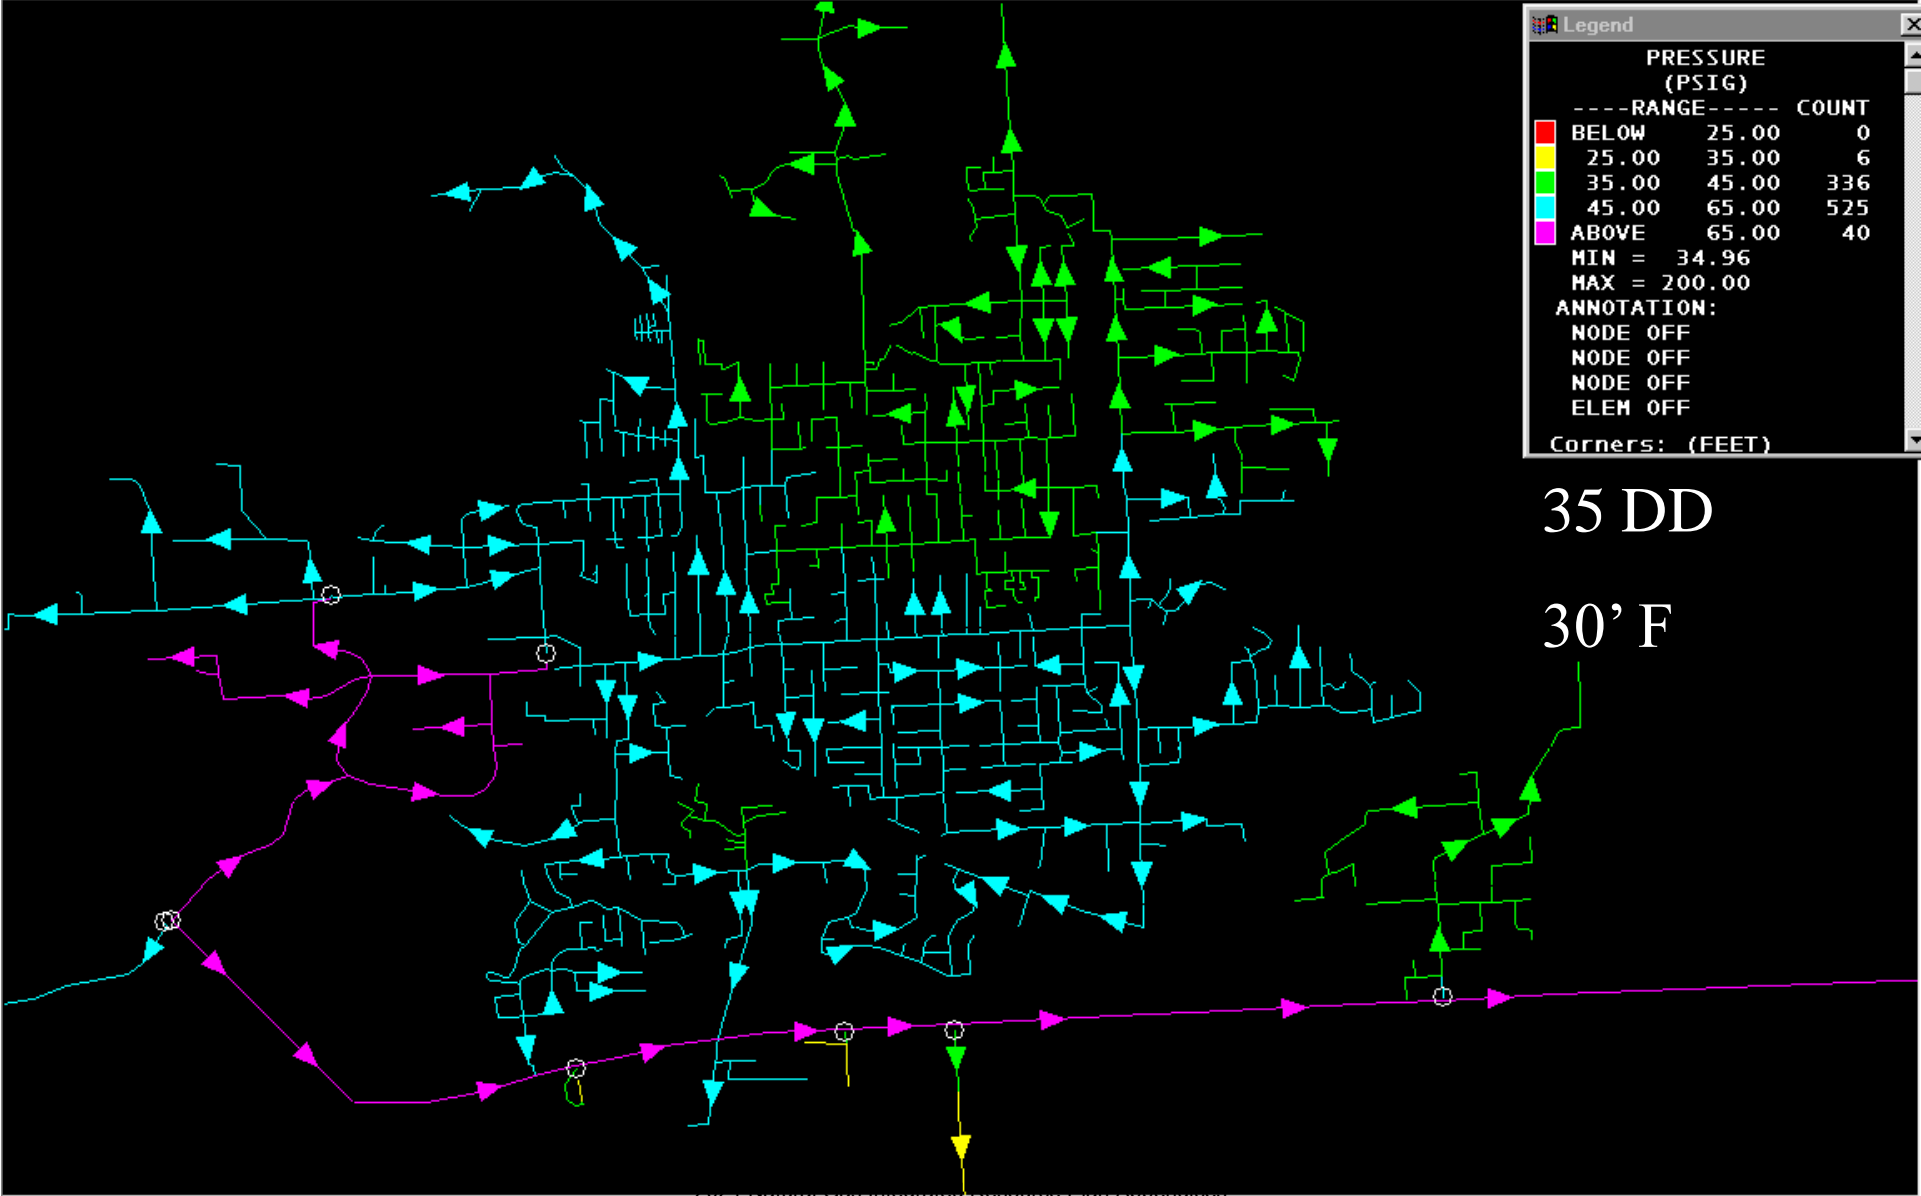 Legend
PRESSURE
(PSIG)
----RANGE----- COUNT
BELOW 25.00 0
25.00 35.00 6
35.00 45.00 336
45.00 65.00 525
ABOVE 65.00 40
MIN = 34.96
MAX = 200.00
ANNOTATION:
NODE OFF
NODE OFF
NODE OFF
ELEM OFF
Corners: (FEET)
35 DD
30’ F